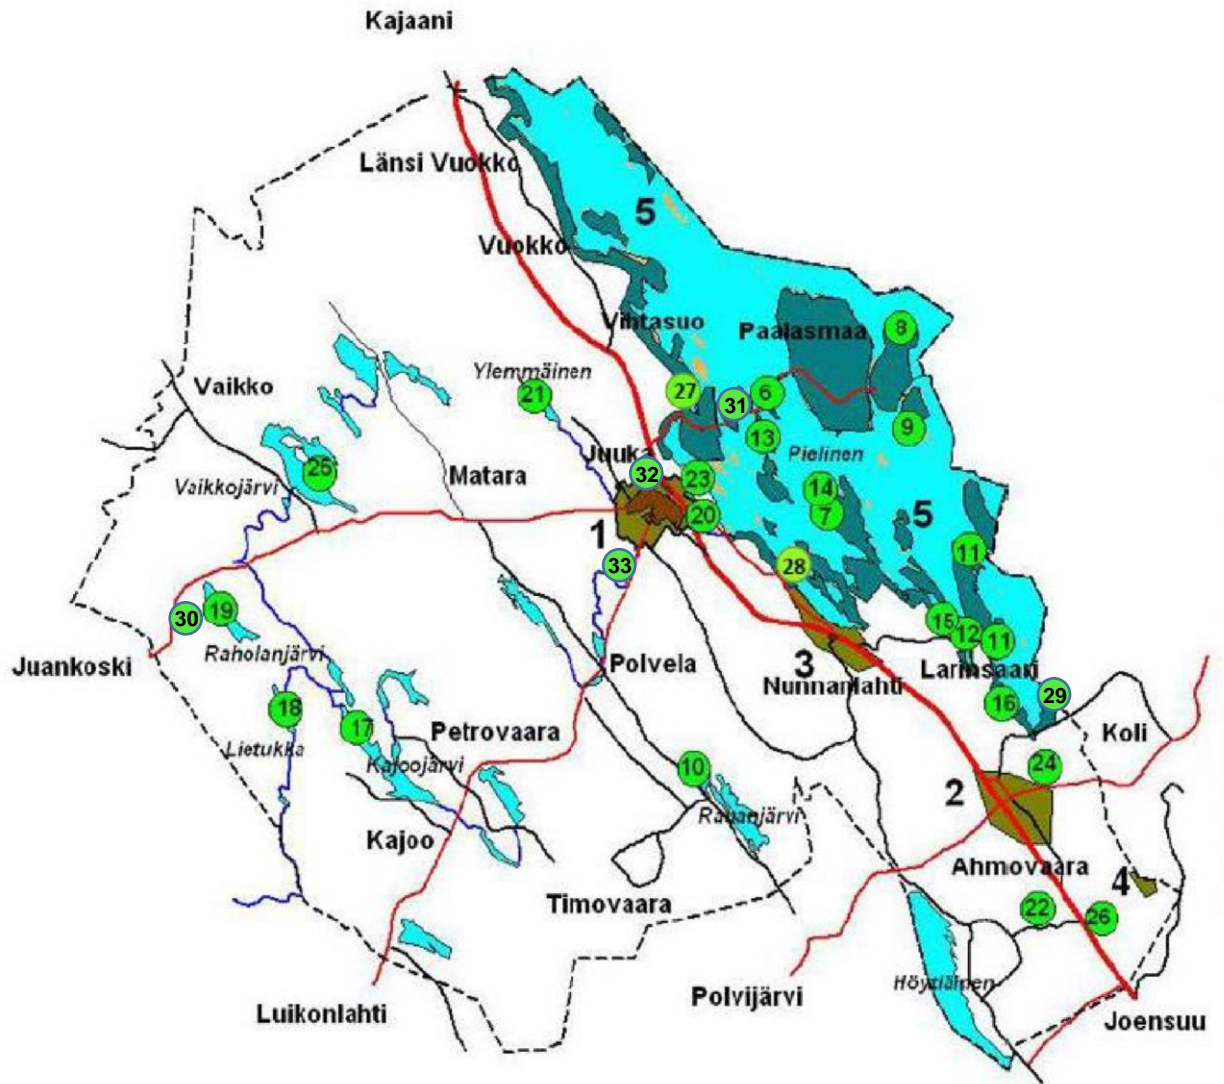 Kajaani
Länsi Vuokko
5
Vuokko
Vihtasuo
Paalasmaa
8
Ylemmäinen
Vaikko
21
27
31
6
9
13
Juuka
Pielinen
25
Matara
32
23
Vaikkojärvi
14
7
20
5
1
11
33
28
30
19
15
12
11
Juankoski
Raholanjärvi
Polvela
3
Larinsaari
Nunnanlahti
29
18
16
17
Petrovaara
Koli
Lietukka
Kajoojärvi
10
24
2
Rauanjärvi
Kajoo
Ahmovaara
4
Timovaara
22
26
Höytiäinen
Polvijärvi
Luikonlahti
Joensuu